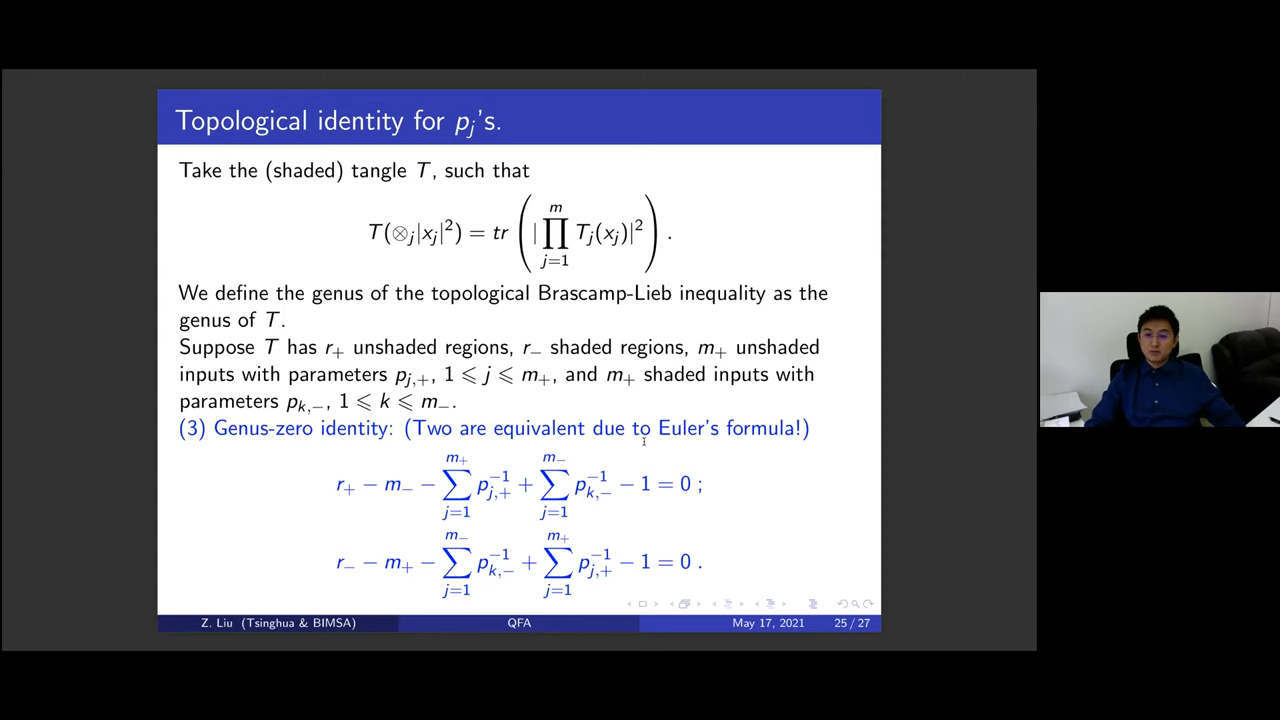 Topological identity for p_j's.
Take the (shaded) tangle T, such that
T(⊗_j|x_j|^2) = tr ( | ∏_{j=1}^{m} T_j(x_j)|^2 ) .
We define the genus of the topological Brascamp-Lieb inequality as the
genus of T.
Suppose T has r_+ unshaded regions, r_− shaded regions, m_+ unshaded
inputs with parameters p_{j,+}, 1 ⩽ j ⩽ m_+, and m_+ shaded inputs with
parameters p_{k,−}, 1 ⩽ k ⩽ m_−.
(3) Genus-zero identity: (Two are equivalent due to Euler's formula!)
r_+ − m_− − ∑_{j=1}^{m_+} p_{j,+}^{−1} + ∑_{j=1}^{m_−} p_{k,−}^{−1} − 1 = 0 ;
r_− − m_+ − ∑_{j=1}^{m_−} p_{k,−}^{−1} + ∑_{j=1}^{m_+} p_{j,+}^{−1} − 1 = 0 .
Z. Liu (Tsinghua & BIMSA) QFA May 17, 2021 25 / 27